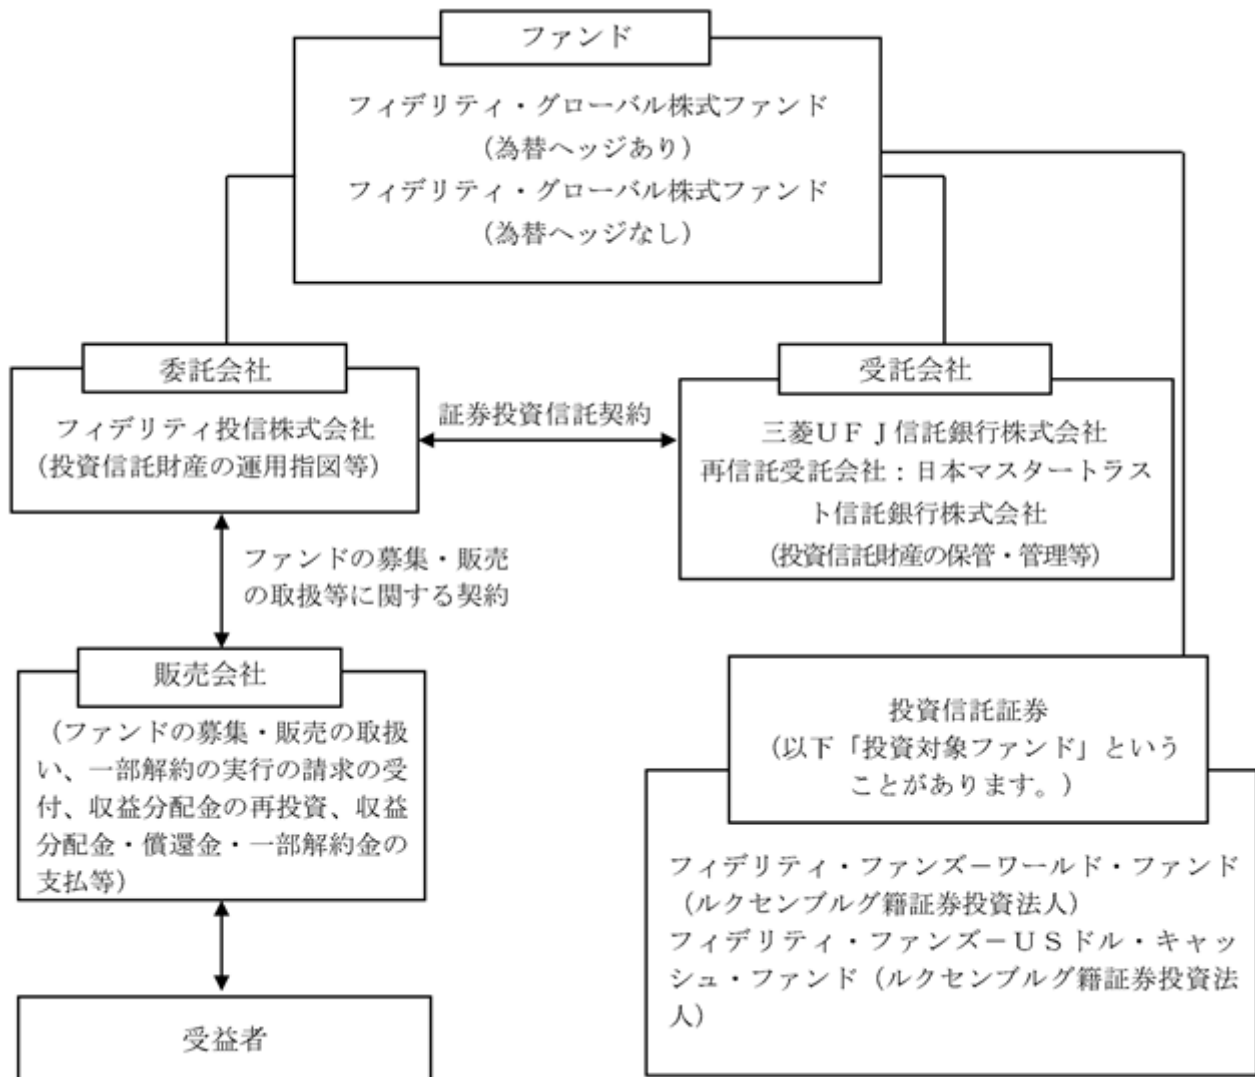 ファンド
フィデリティ・グローバル株式ファンド
（為替ヘッジあり）
フィデリティ・グローバル株式ファンド
（為替ヘッジなし）
委託会社
フィデリティ投信株式会社
（投資信託財産の運用指図等）
証券投資信託契約
受託会社
三菱ＵＦＪ信託銀行株式会社
再信託受託会社：日本マスタートラス
ト信託銀行株式会社
（投資信託財産の保管・管理等）
ファンドの募集・販売
の取扱等に関する契約
販売会社
（ファンドの募集・販売の取扱
い、一部解約の実行の請求の受
付、収益分配金の再投資、収益
分配金・償還金・一部解約金の
支払等）
受益者
投資信託証券
（以下「投資対象ファンド」という
ことがあります。）
フィデリティ・ファンズ－ワールド・ファンド
（ルクセンブルグ籍証券投資法人）
フィデリティ・ファンズ－ＵＳドル・キャッ
シュ・ファンド（ルクセンブルグ籍証券投資法
人）